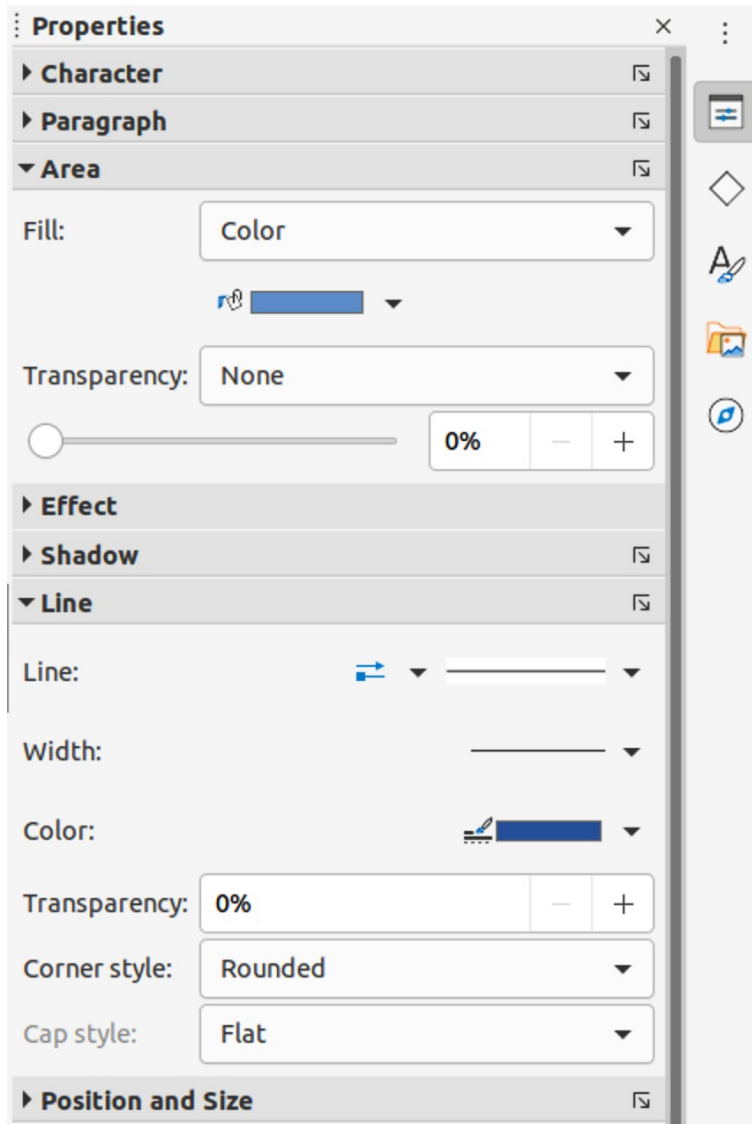 Properties
Character
Paragraph
Area
Fill: Color
Transparency: None
0%
Effect
Shadow
Line
Line:
Width:
Color:
Transparency: 0%
Corner style: Rounded
Cap style: Flat
Position and Size